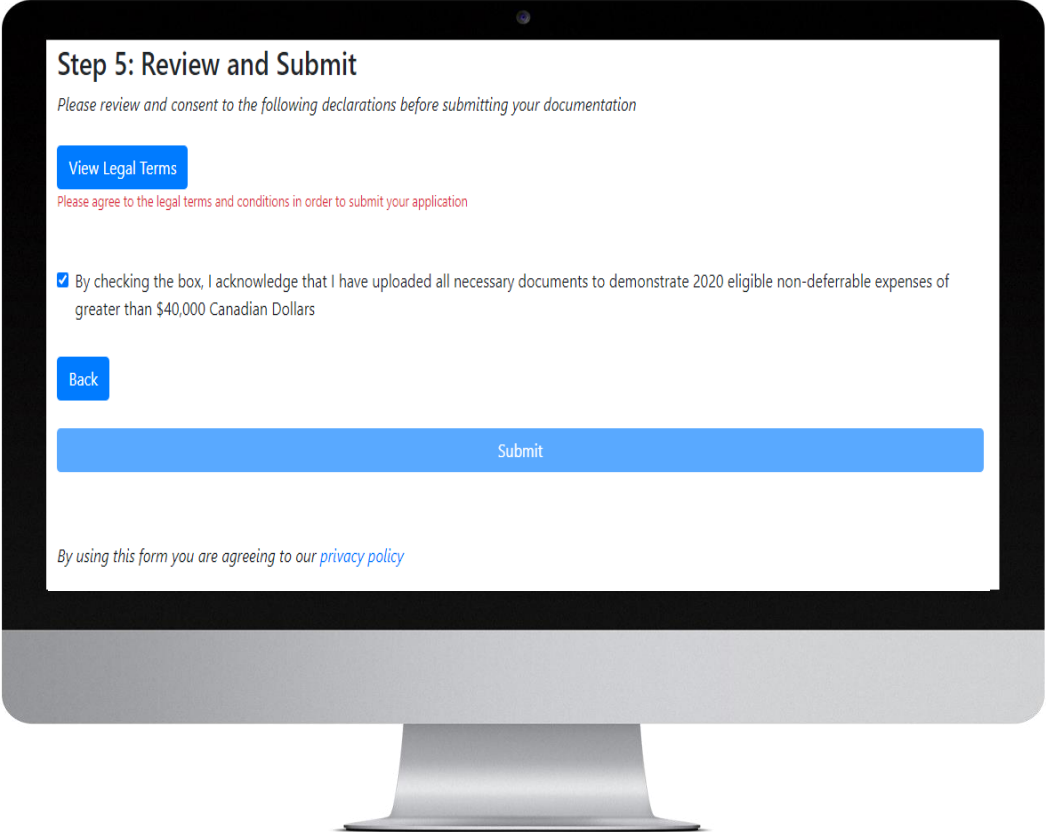 Step 5: Review and Submit
Please review and consent to the following declarations before submitting your documentation
View Legal Terms
Please agree to the legal terms and conditions in order to submit your application
By checking the box, I acknowledge that I have uploaded all necessary documents to demonstrate 2020 eligible non-deferrable expenses of
greater than $40,000 Canadian Dollars
Back
Submit
By using this form you are agreeing to our privacy policy